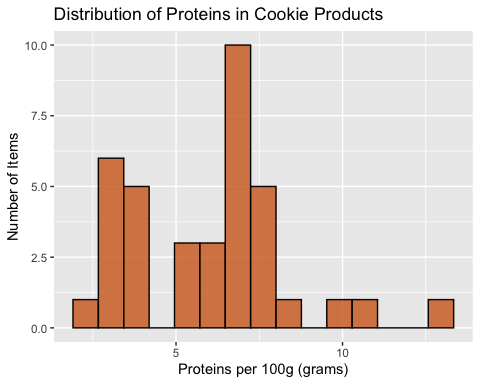 Distribution of Proteins in Cookie Products
Number of Items
10.0
7.5
5.0
2.5
0.0
5
10
Proteins per 100g (grams)